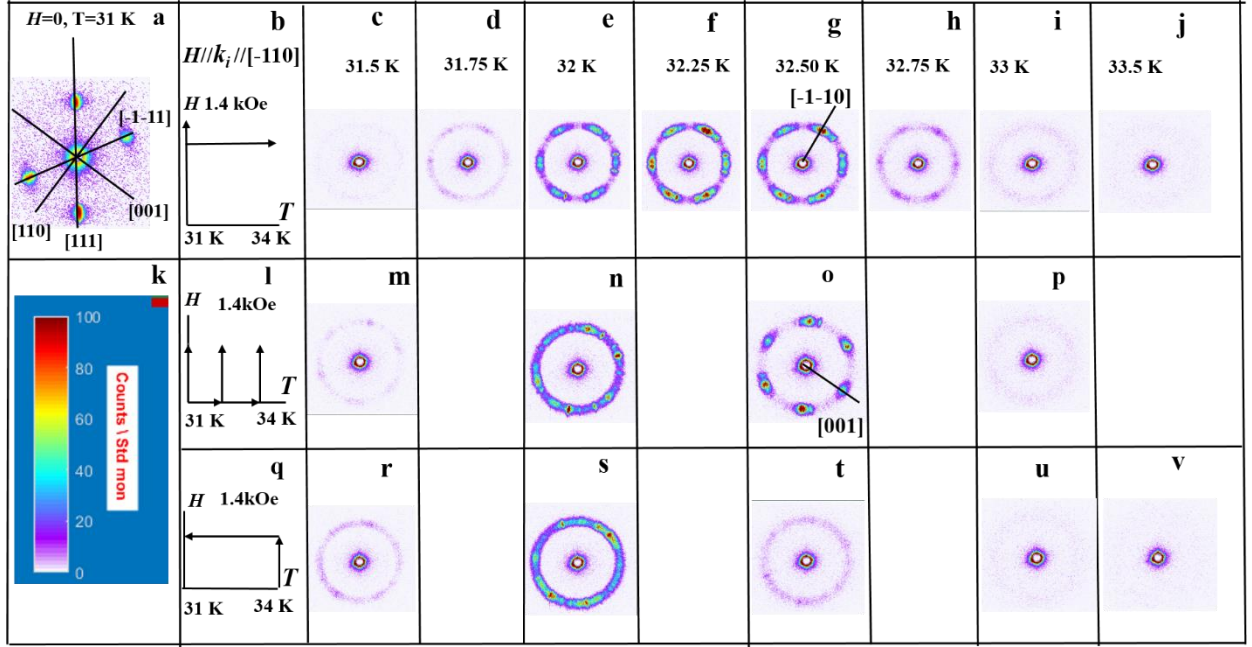 H=0, T=31 K
a
b
c
d
e
f
g
h
i
j
H//kᵢ//[-110]
31.5 K
31.75 K
32 K
32.25 K
32.50 K
32.75 K
33 K
33.5 K
[-1-10]
H 1.4 kOe
[-1-11]
[001]
T
[110]
[111]
31 K
34 K
k
l
m
n
o
p
H 1.4kOe
100
80
60
40
20
0
Counts \ Std mon
T
31 K
34 K
[001]
q
r
s
t
u
v
H 1.4kOe
T
31 K
34 K